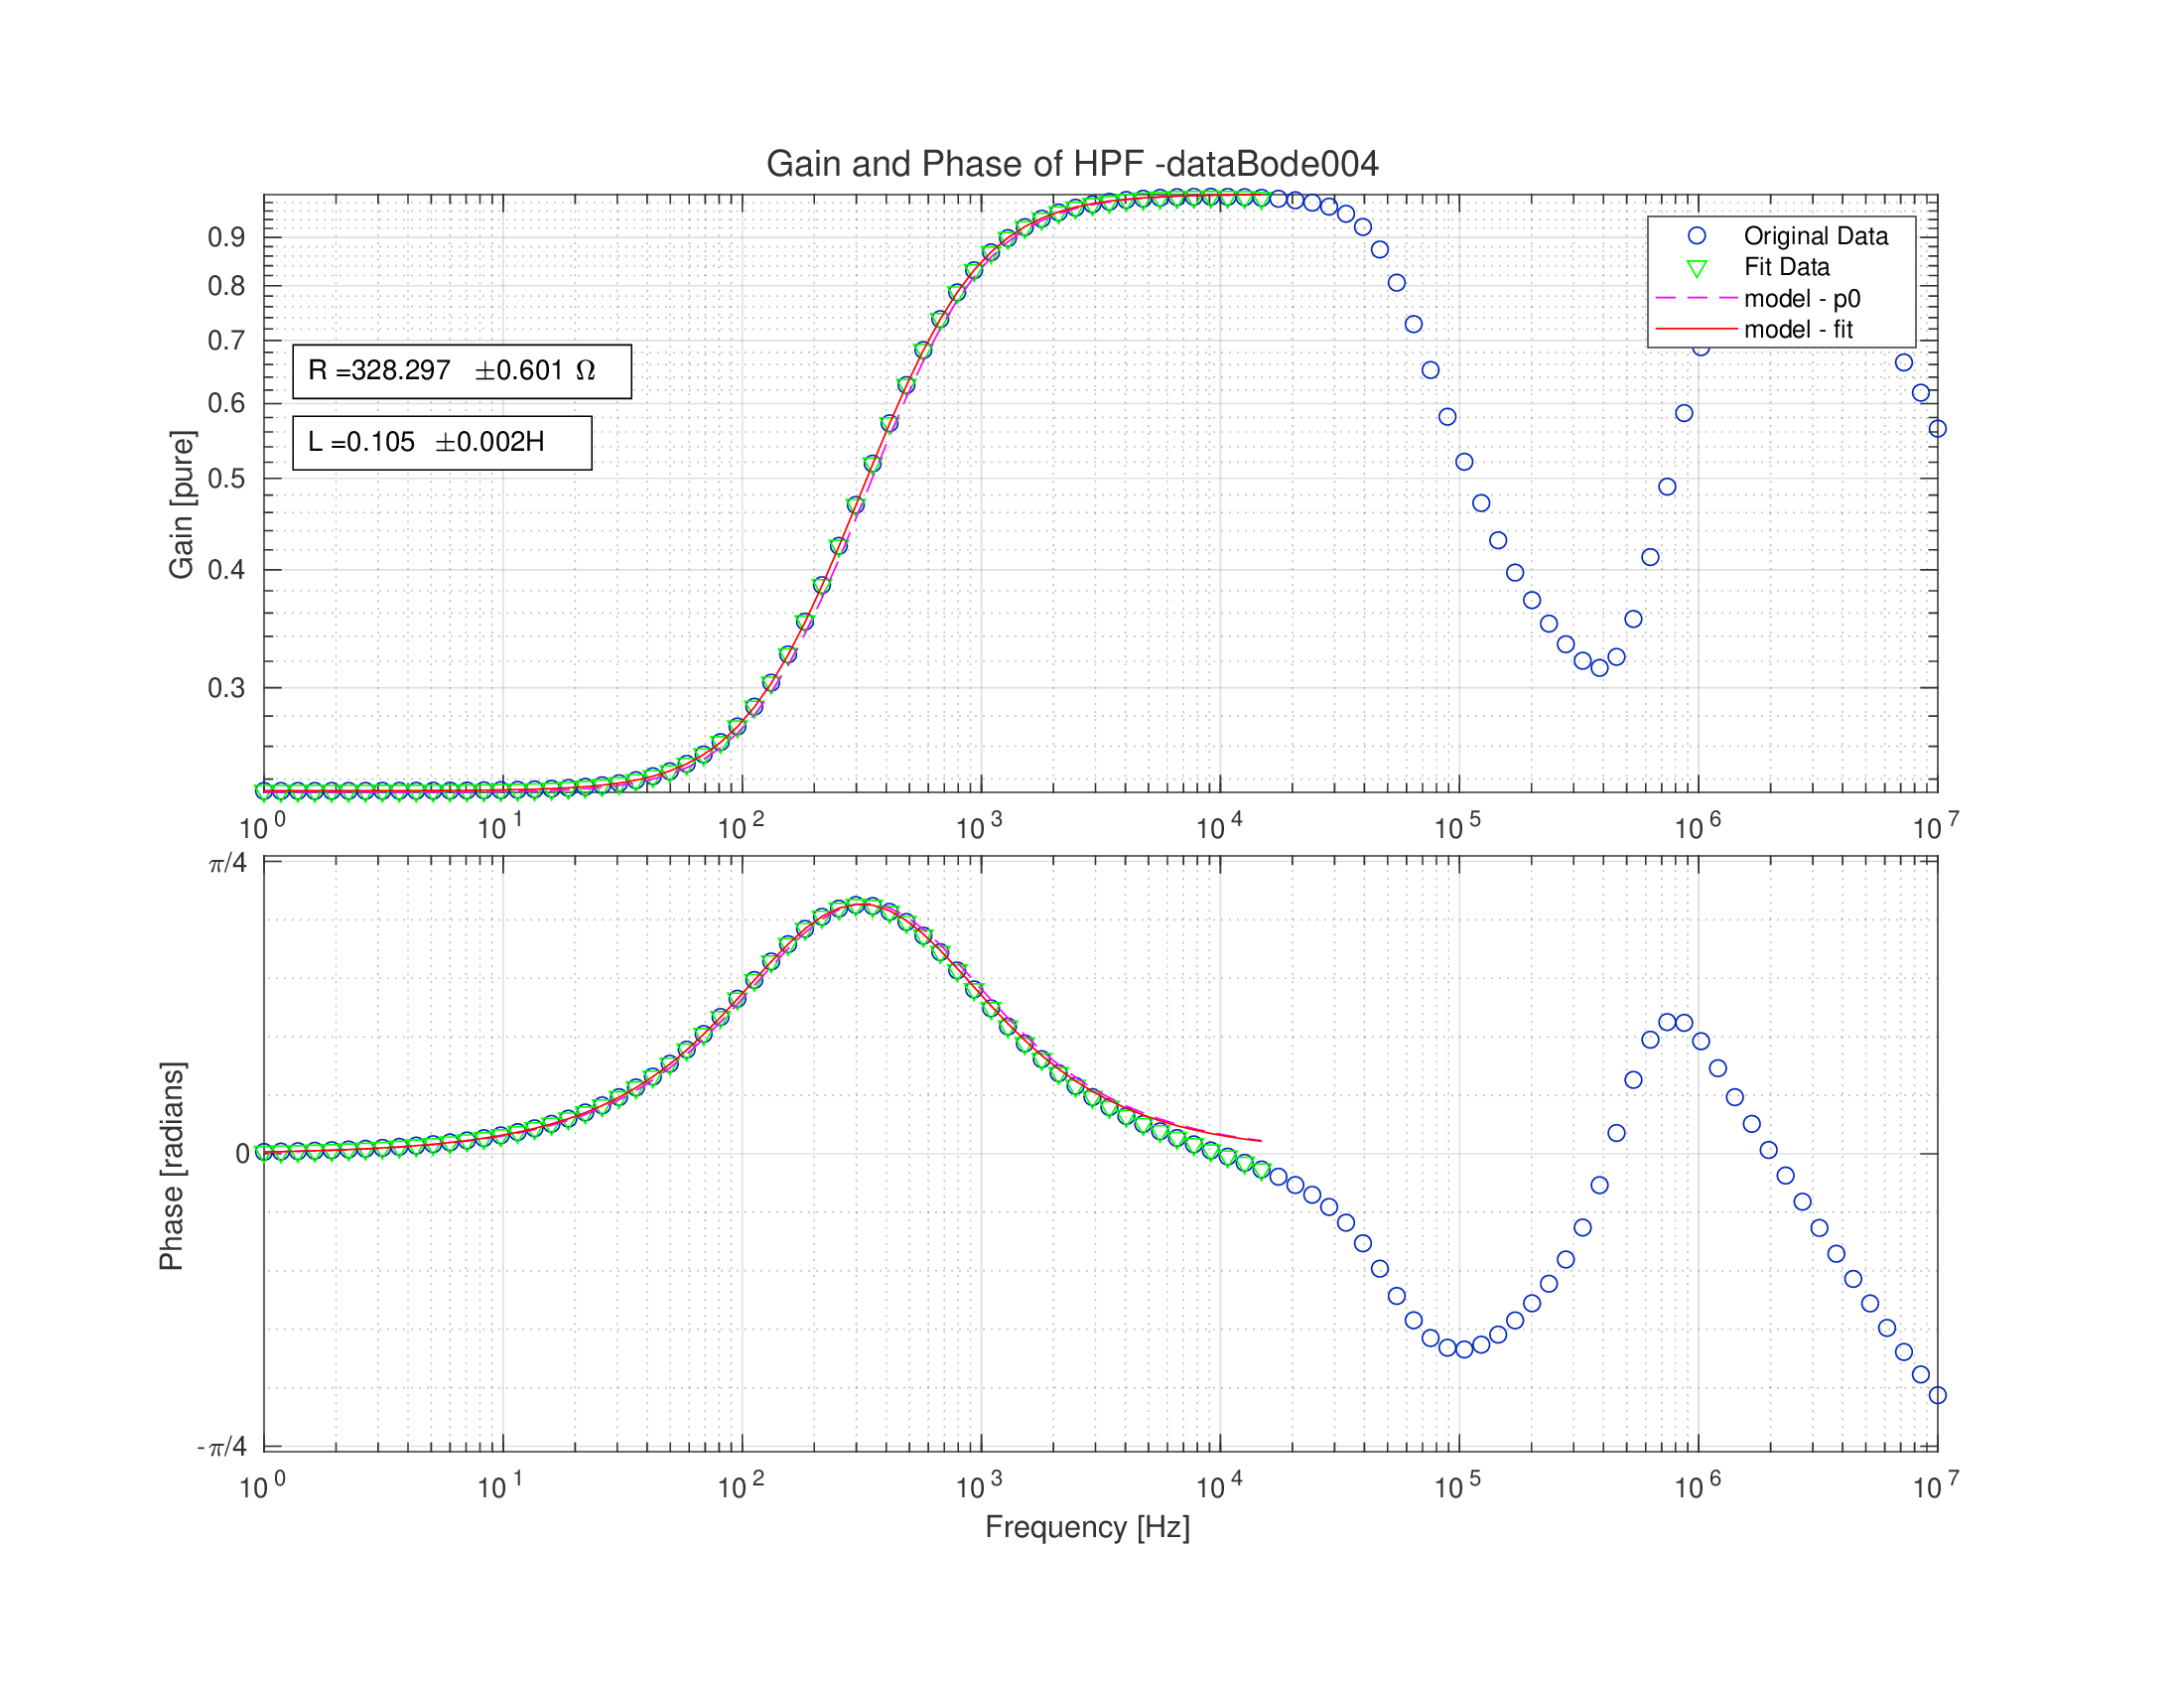 Gain and Phase of HPF -dataBode004
Gain [pure]
0.9
0.8
0.7
0.6
0.5
0.4
0.3
R =328.297 ±0.601 Ω
L =0.105 ±0.002H
Original Data
Fit Data
model - p0
model - fit
10^0 10^1 10^2 10^3 10^4 10^5 10^6 10^7
Phase [radians]
π/4
0
-π/4
10^0 10^1 10^2 10^3 10^4 10^5 10^6 10^7
Frequency [Hz]